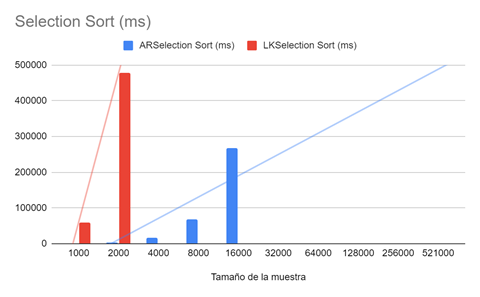 Selection Sort (ms)
ARSelection Sort (ms) LKSelection Sort (ms)
500000
400000
300000
200000
100000
0
1000 2000 4000 8000 16000 32000 64000 128000 256000 521000
Tamaño de la muestra